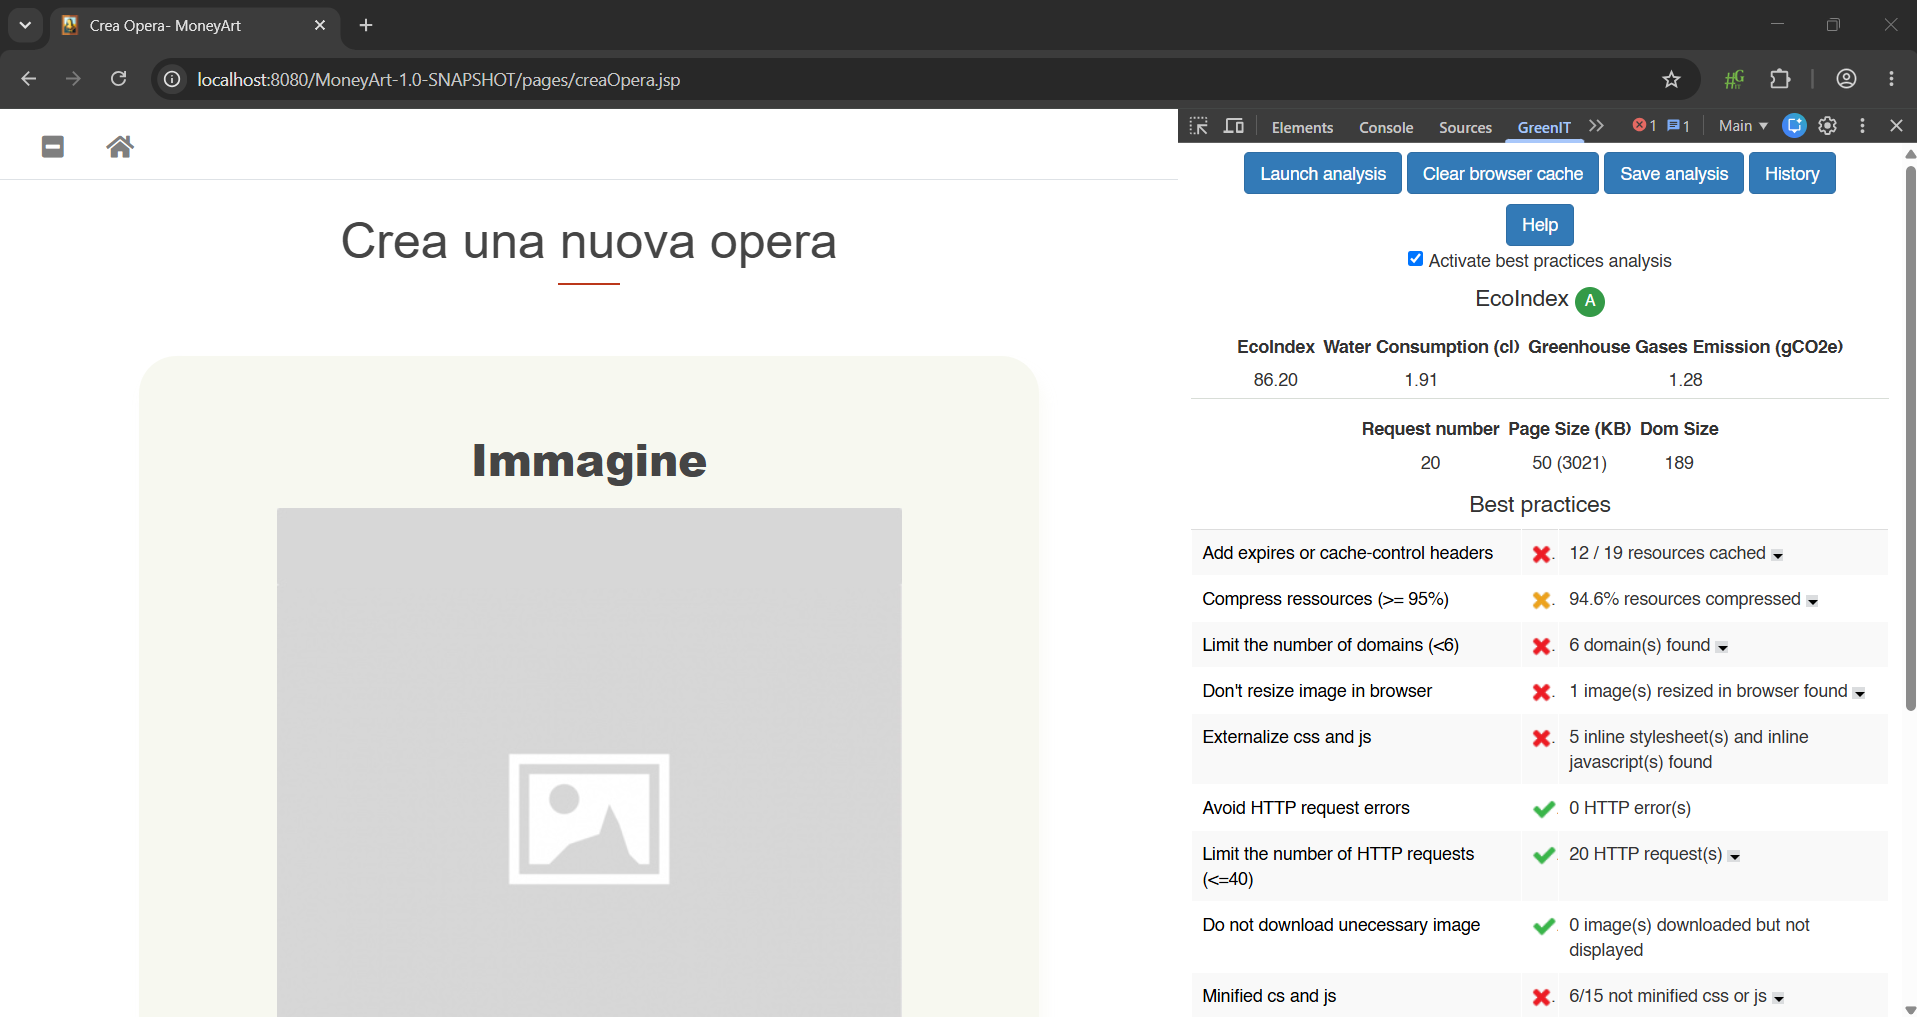 Crea Opera- MoneyArt
localhost:8080/MoneyArt-1.0-SNAPSHOT/pages/creaOpera.jsp
Elements
Console
Sources
GreenIT
1
1
Main
Crea una nuova opera
Immagine
Launch analysis
Clear browser cache
Save analysis
History
Help
Activate best practices analysis
EcoIndex A
EcoIndex Water Consumption (cl) Greenhouse Gases Emission (gCO2e)
86.20 1.91 1.28
Request number Page Size (KB) Dom Size
20 50 (3021) 189
Best practices
Add expires or cache-control headers . 12 / 19 resources cached
Compress ressources (>= 95%) . 94.6% resources compressed
Limit the number of domains (<6) . 6 domain(s) found
Don't resize image in browser . 1 image(s) resized in browser found
Externalize css and js . 5 inline stylesheet(s) and inline
javascript(s) found
Avoid HTTP request errors . 0 HTTP error(s)
Limit the number of HTTP requests . 20 HTTP request(s)
(<=40)
Do not download unecessary image . 0 image(s) downloaded but not
displayed
Minified cs and js . 6/15 not minified css or js